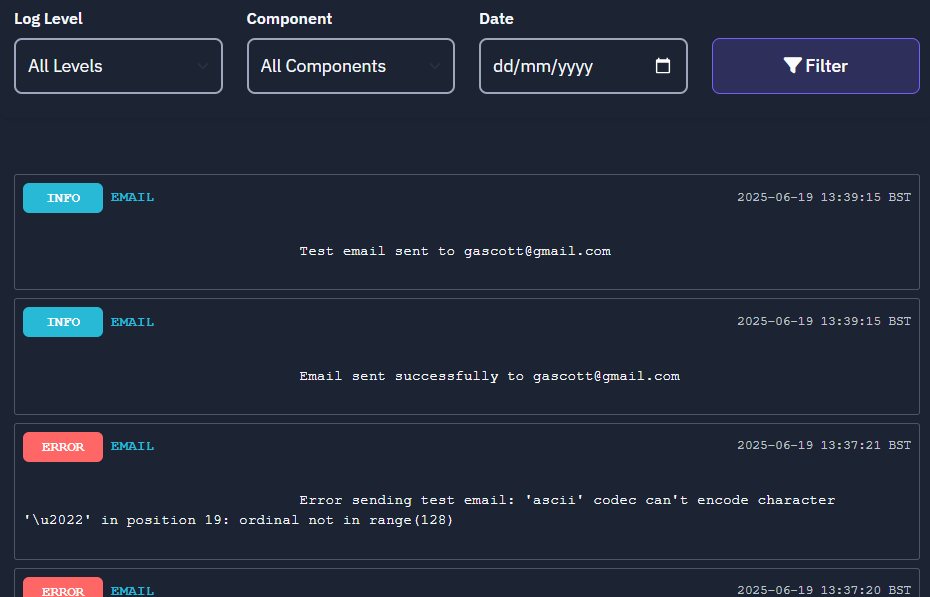 Log Level
Component
Date
All Levels
All Components
dd/mm/yyyy
Filter
INFO EMAIL 2025-06-19 13:39:15 BST
Test email sent to gascott@gmail.com
INFO EMAIL 2025-06-19 13:39:15 BST
Email sent successfully to gascott@gmail.com
ERROR EMAIL 2025-06-19 13:37:21 BST
Error sending test email: 'ascii' codec can't encode character
'\u2022' in position 19: ordinal not in range(128)
ERROR EMAIL 2025-06-19 13:37:20 BST